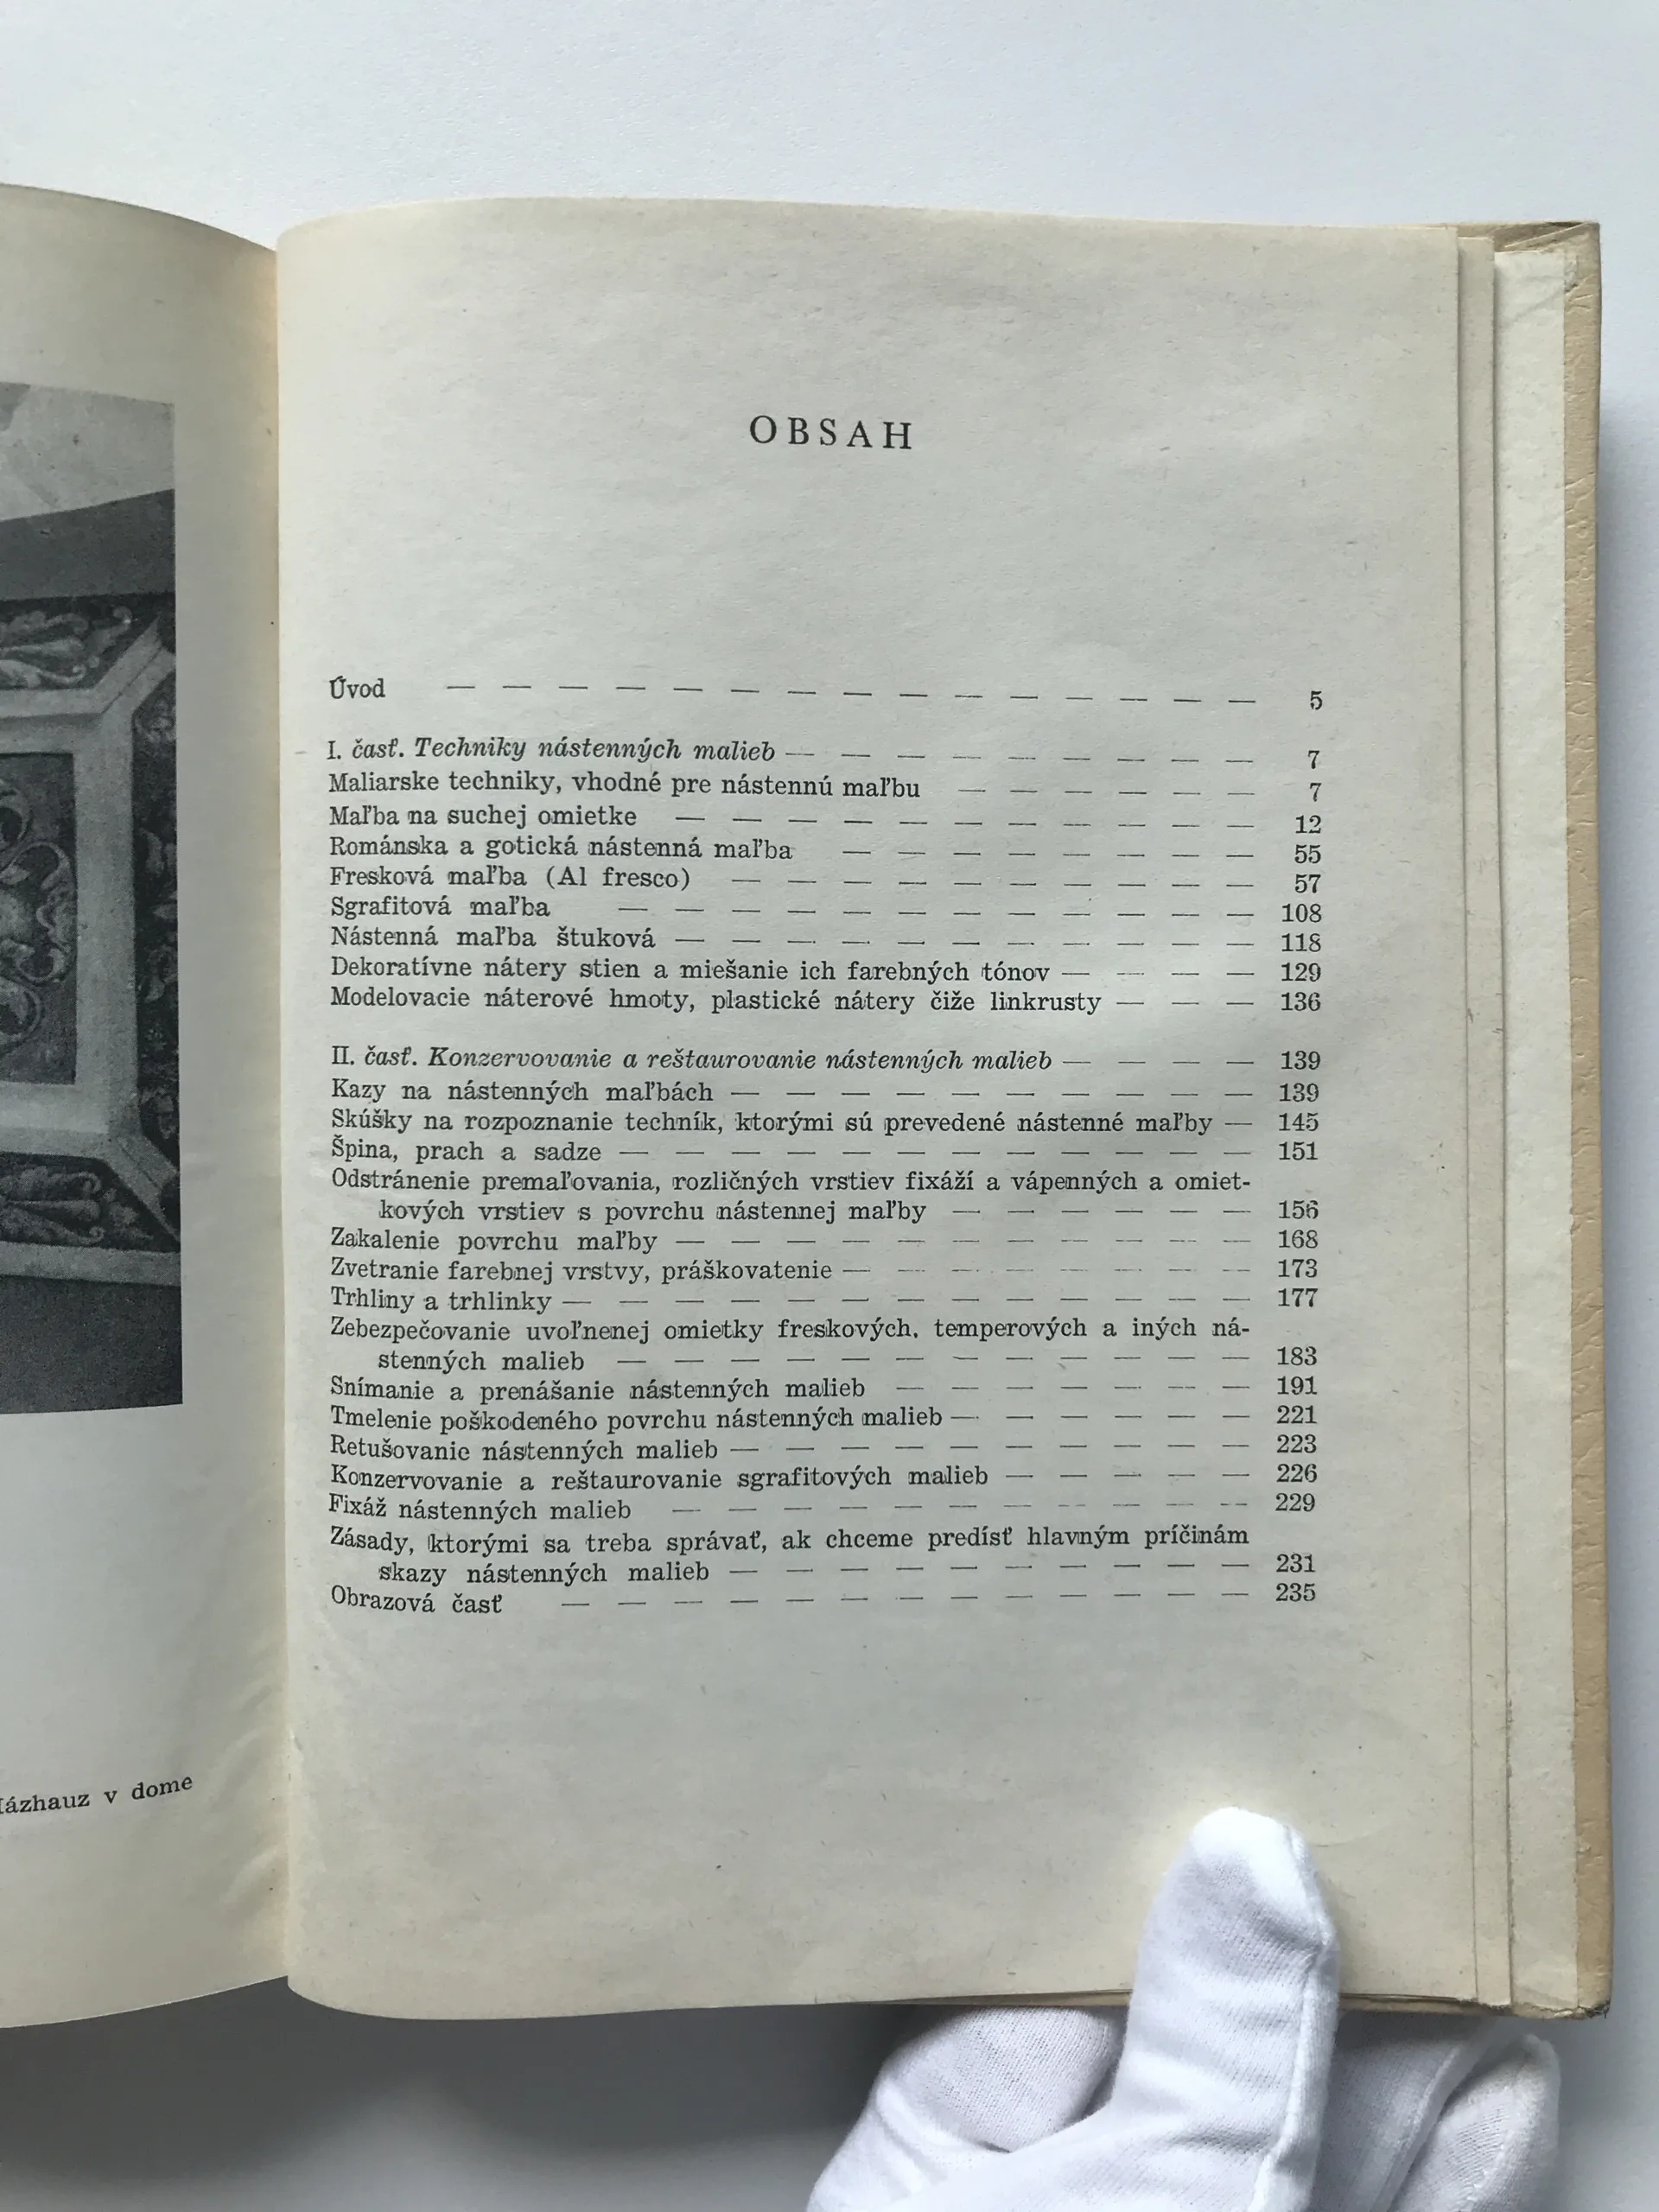 OBSAH
Úvod — — — — — — — — — — — — — — — 5
I. časť. Techniky nástenných malieb — — — — — — — — — 7
Maliarske techniky, vhodné pre nástennú maľbu — — — — — — 7
Maľba na suchej omietke — — — — — — — — — — — 12
Románska a gotická nástenná maľba — — — — — — — — 55
Fresková maľba (Al fresco) — — — — — — — — — — 57
Sgrafitová maľba — — — — — — — — — — — — 108
Nástenná maľba štuková — — — — — — — — — — — 118
Dekoratívne nátery stien a miešanie ich farebných tónov — — — — 129
Modelovacie náterové hmoty, plastické nátery čiže linkrusty — — — 136
II. časť. Konzervovanie a reštaurovanie nástenných malieb — — — — 139
Kazy na nástenných maľbách — — — — — — — — — — 139
Skúšky na rozpoznanie techník, ktorými sú prevedené nástenné maľby — 145
Špina, prach a sadze — — — — — — — — — — — — 151
Odstránenie premaľovania, rozličných vrstiev fixáží a vápenných a omiet-
kových vrstiev s povrchu nástennej maľby — — — — — — 156
Zakalenie povrchu maľby — — — — — — — — — — — 168
Zvetranie farebnej vrstvy, práškovatenie — — — — — — — — 173
Trhliny a trhlinky — — — — — — — — — — — — — 177
Zebezpečovanie uvoľnenej omietky freskových, temperových a iných ná-
stenných malieb — — — — — — — — — — — — 183
Snímanie a prenášanie nástenných malieb — — — — — — — 191
Tmelenie poškodeného povrchu nástenných malieb — — — — — — 221
Retušovanie nástenných malieb — — — — — — — — — — 223
Konzervovanie a reštaurovanie sgrafitových malieb — — — — — 226
Fixáž nástenných malieb — — — — — — — — — — — 229
Zásady, ktorými sa treba správať, ak chceme predísť hlavným príčinám
skazy nástenných malieb — — — — — — — — — — 231
Obrazová časť — — — — — — — — — — — — — 235
v dome